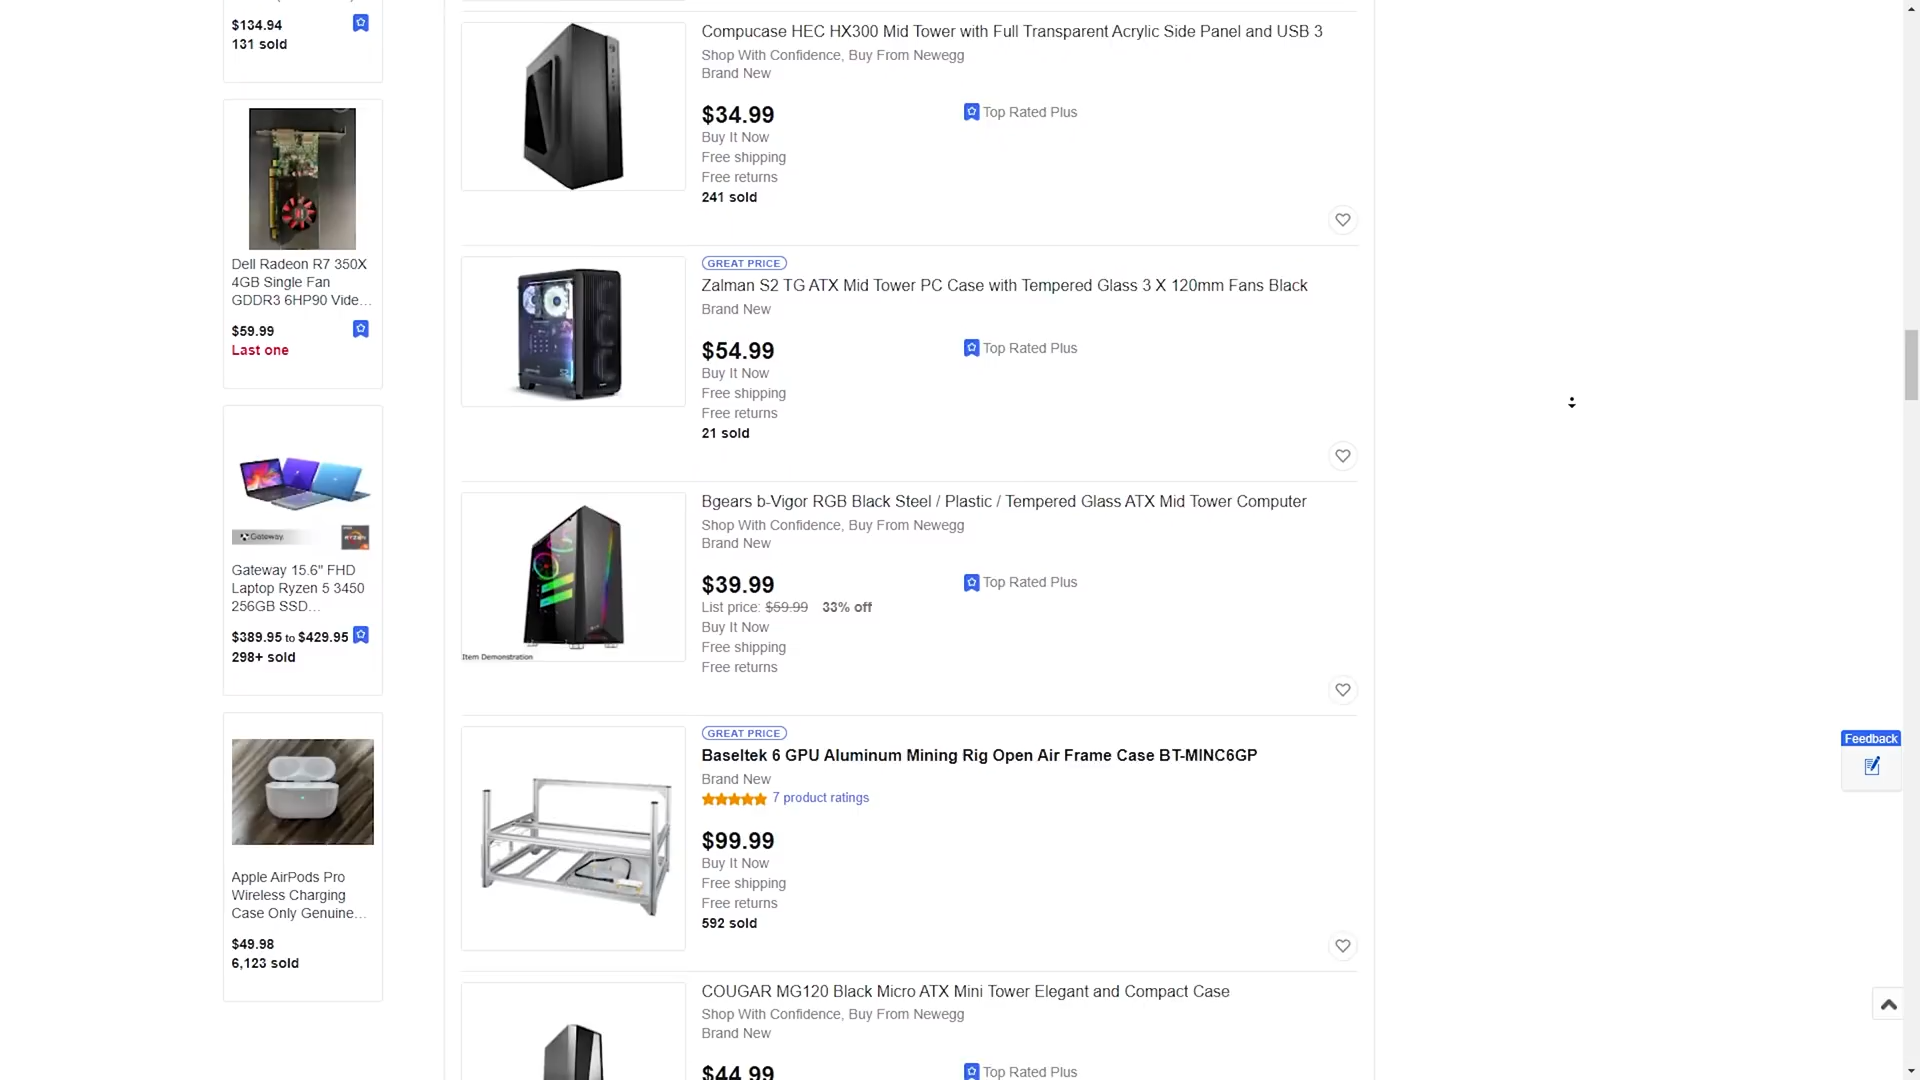 $134.94
131 sold
Dell Radeon R7 350X
4GB Single Fan
GDDR3 6HP90 Vide...
$59.99
Last one
Gateway
RYZEN
Gateway 15.6" FHD
Laptop Ryzen 5 3450
256GB SSD...
$389.95 to $429.95
298+ sold
Apple AirPods Pro
Wireless Charging
Case Only Genuine...
$49.98
6,123 sold
Compucase HEC HX300 Mid Tower with Full Transparent Acrylic Side Panel and USB 3
Shop With Confidence, Buy From Newegg
Brand New
$34.99
Top Rated Plus
Buy It Now
Free shipping
Free returns
241 sold
GREAT PRICE
Zalman S2 TG ATX Mid Tower PC Case with Tempered Glass 3 X 120mm Fans Black
Brand New
$54.99
Top Rated Plus
Buy It Now
Free shipping
Free returns
21 sold
Bgears b-Vigor RGB Black Steel / Plastic / Tempered Glass ATX Mid Tower Computer
Shop With Confidence, Buy From Newegg
Brand New
$39.99
Top Rated Plus
List price: $59.99 33% off
Buy It Now
Free shipping
Free returns
Item Demonstration
GREAT PRICE
Baseltek 6 GPU Aluminum Mining Rig Open Air Frame Case BT-MINC6GP
Brand New
7 product ratings
$99.99
Buy It Now
Free shipping
Free returns
592 sold
COUGAR MG120 Black Micro ATX Mini Tower Elegant and Compact Case
Shop With Confidence, Buy From Newegg
Brand New
$44.99
Top Rated Plus
Feedback